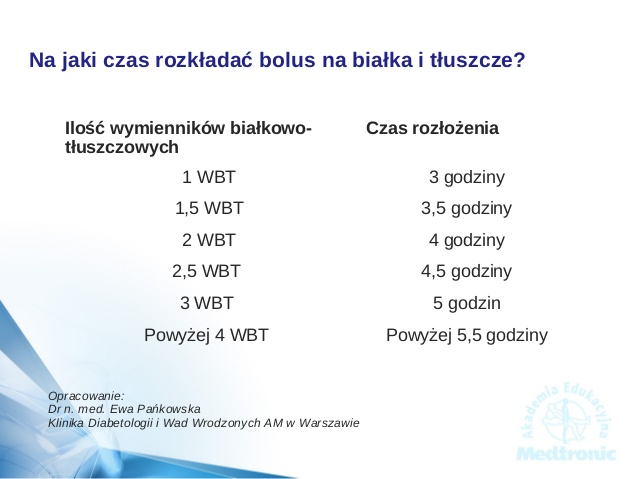 Na jaki czas rozkładać bolus na białka i tłuszcze?
Ilość wymienników białkowo-
tłuszczowych
Czas rozłożenia
1 WBT 3 godziny
1,5 WBT 3,5 godziny
2 WBT 4 godziny
2,5 WBT 4,5 godziny
3 WBT 5 godzin
Powyżej 4 WBT Powyżej 5,5 godziny
Opracowanie:
Dr n. med. Ewa Pańkowska
Klinika Diabetologii i Wad Wrodzonych AM w Warszawie
Akademia Edukacyjna
Medtronic